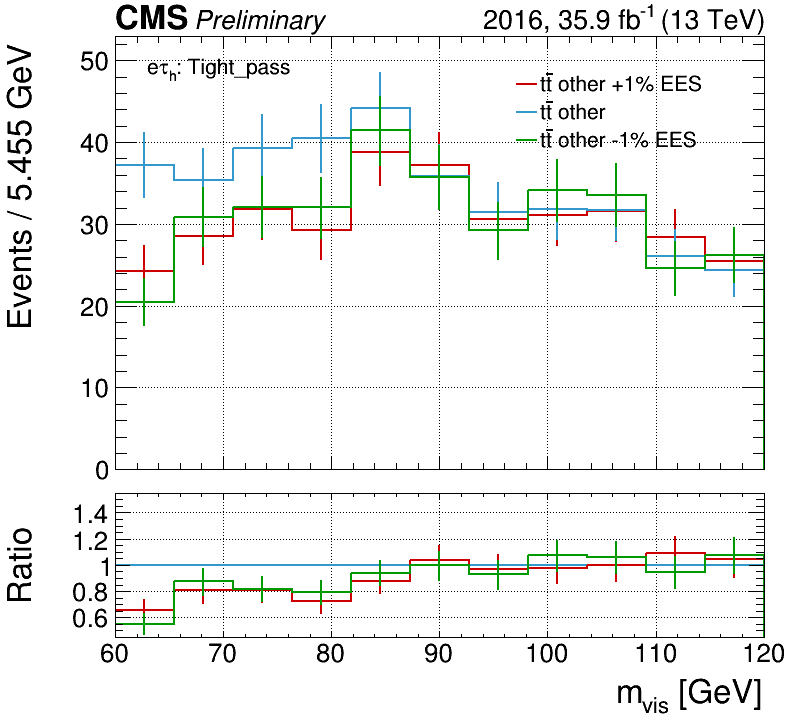 CMS Preliminary 2016, 35.9 fb⁻¹ (13 TeV)
eτh: Tight_pass
tt̄ other +1% EES
tt̄ other
tt̄ other -1% EES
Events / 5.455 GeV
50
40
30
20
10
0
Ratio
1.4
1.2
1
0.8
0.6
60 70 80 90 100 110 120
mvis [GeV]